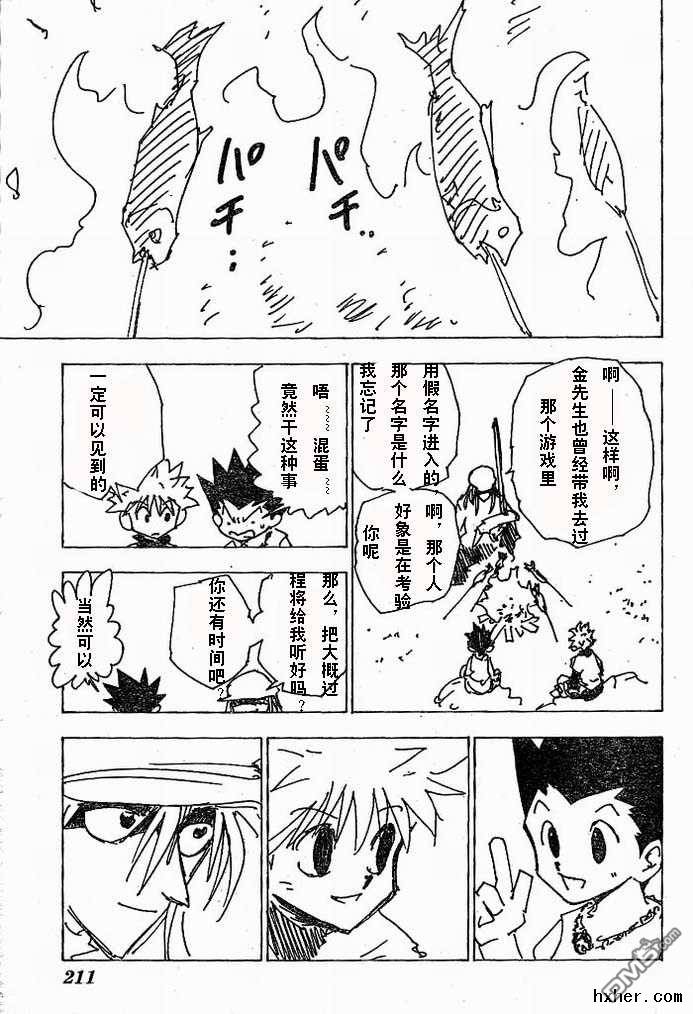 パチ‥
パチ‥
啊——这样啊，
金先生也曾经带我去过
那个游戏里
用假名字进入的
那个名字是什么
我忘记了
啊，那个人
好象是在考验
你呢
唔~~~混蛋~~
竟然干这种事
一定可以见到的
那么，把大概过
程将给我听好吗?
你还有时间吧?
当然可以
211
hxher.com